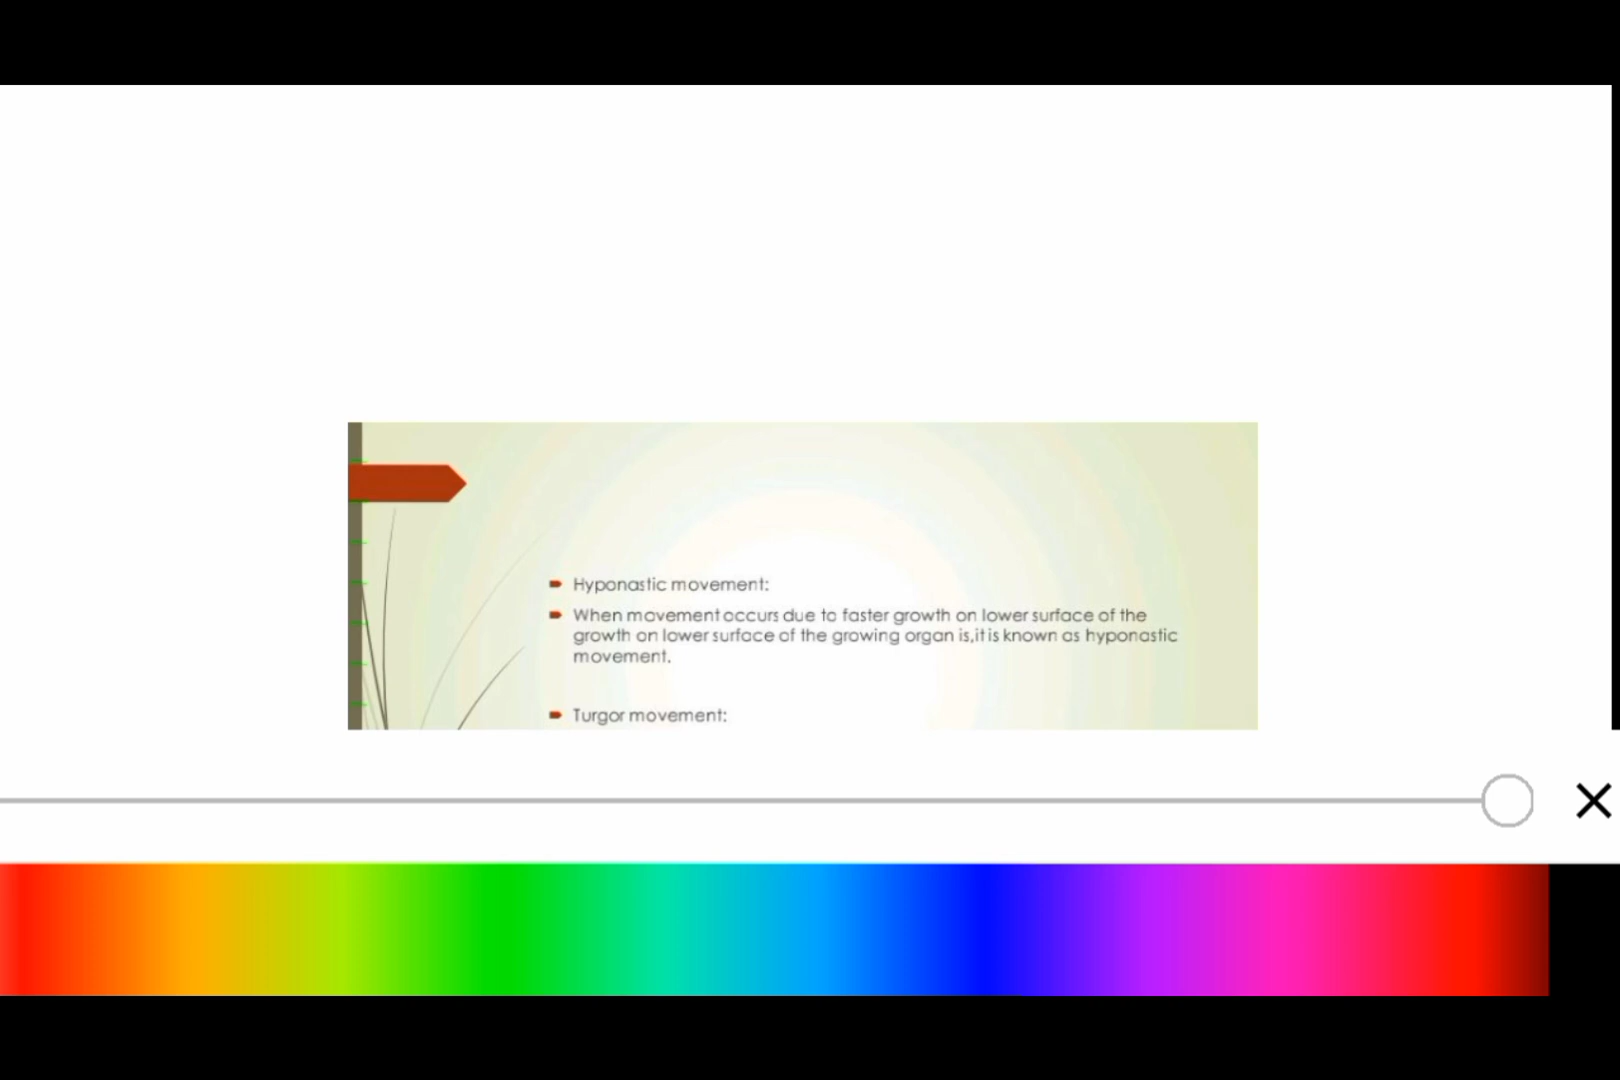 Hyponastic movement:
When movement occurs due to faster growth on lower surface of the
growth on lower surface of the growing organ is,it is known as hyponastic
movement.
Turgor movement: